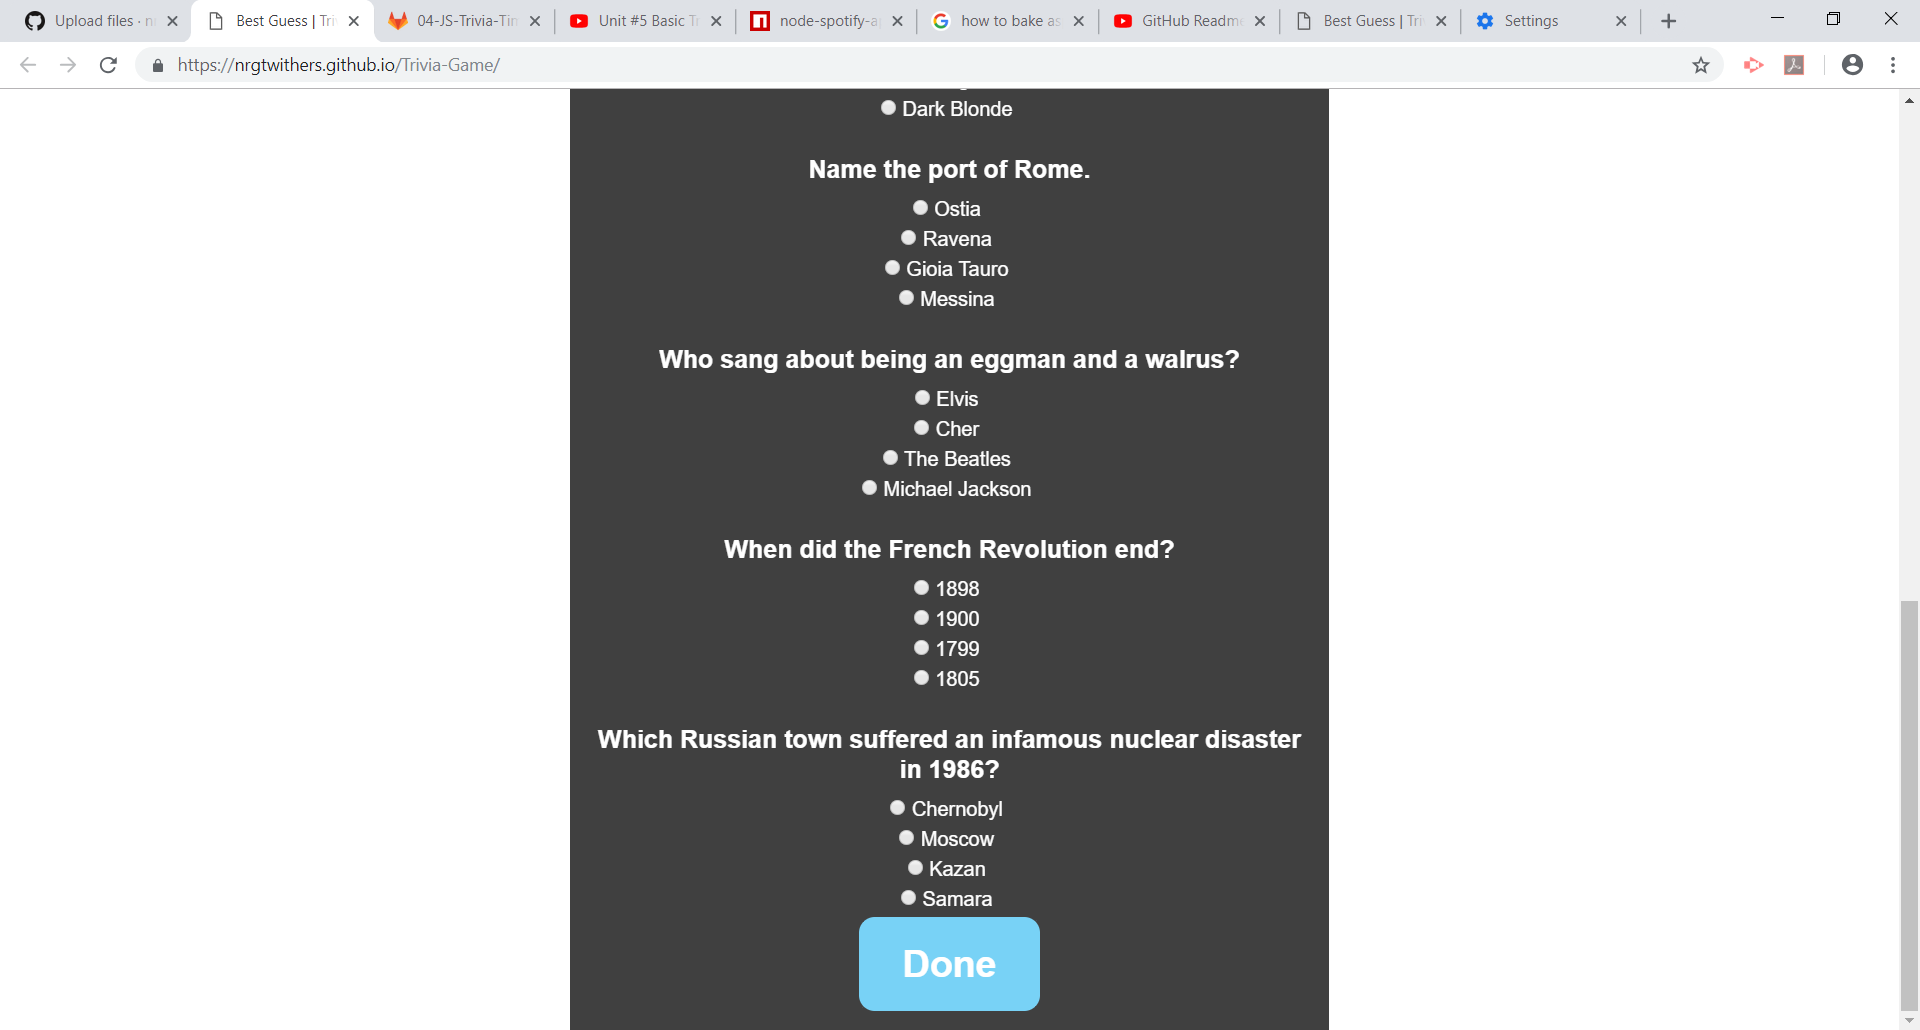 Upload files · n
Best Guess | Tri
04-JS-Trivia-Tim
Unit #5 Basic Tr
node-spotify-a
how to bake as
GitHub Readme
Best Guess | Tri
Settings
https://nrgtwithers.github.io/Trivia-Game/
Dark Blonde
Name the port of Rome.
Ostia
Ravena
Gioia Tauro
Messina
Who sang about being an eggman and a walrus?
Elvis
Cher
The Beatles
Michael Jackson
When did the French Revolution end?
1898
1900
1799
1805
Which Russian town suffered an infamous nuclear disaster
in 1986?
Chernobyl
Moscow
Kazan
Samara
Done